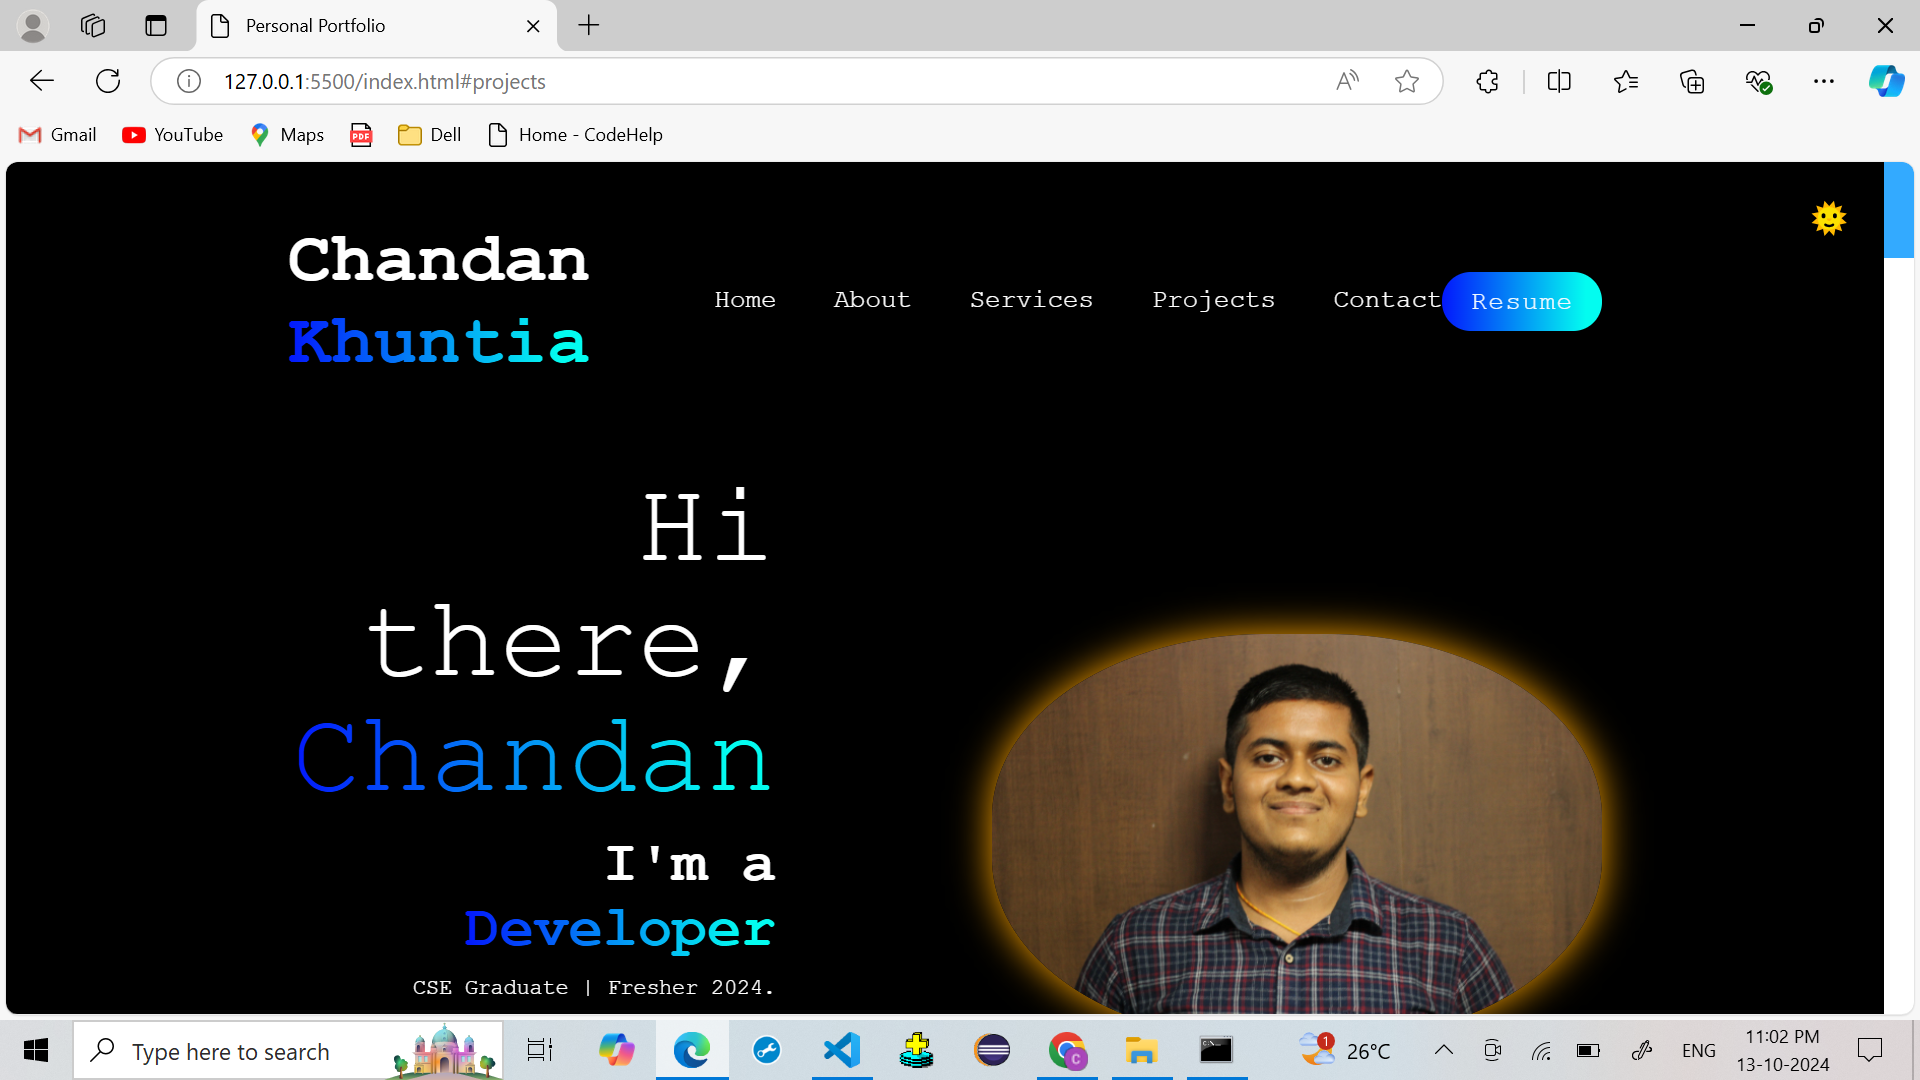 Personal Portfolio
127.0.0.1:5500/index.html#projects
Gmail YouTube Maps PDF Dell Home - CodeHelp
Chandan
Khuntia
Home About Services Projects Contact Resume
Hi
there,
Chandan
I'm a
Developer
CSE Graduate | Fresher 2024.
Type here to search
C
1
26°C
ENG
11:02 PM
13-10-2024